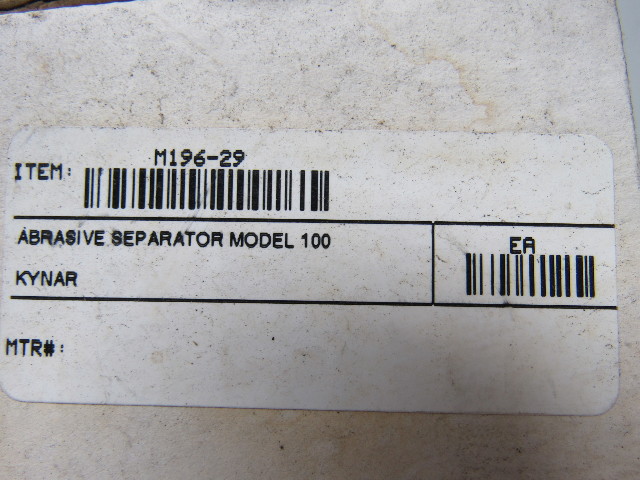 M196-29
ITEM:
ABRASIVE SEPARATOR MODEL 100
EA
KYNAR
MTR#: